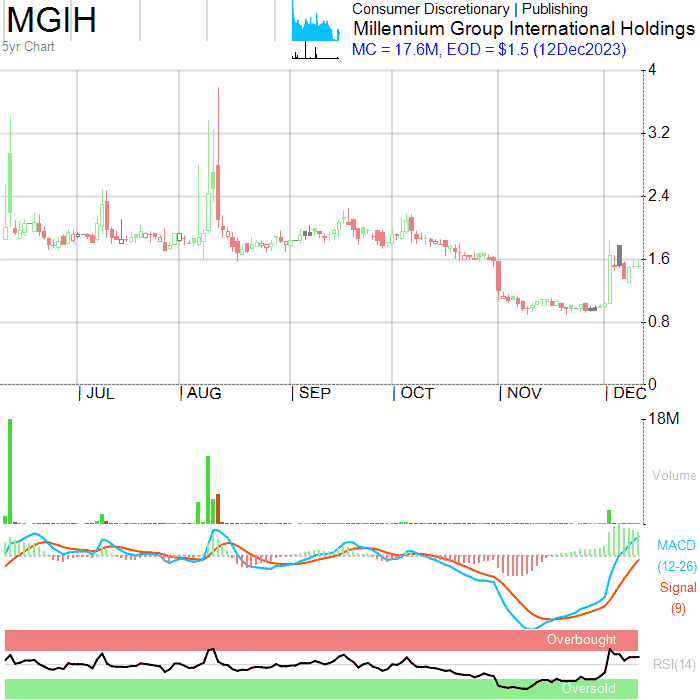 MGIH
5yr Chart
Consumer Discretionary | Publishing
Millennium Group International Holdings
MC = 17.6M, EOD = $1.5 (12Dec2023)
4
3.2
2.4
1.6
0.8
0
| JUL | AUG | SEP | OCT | NOV | DEC
18M
Volume
MACD
(12-26)
Signal
(9)
Overbought
RSI(14)
Oversold